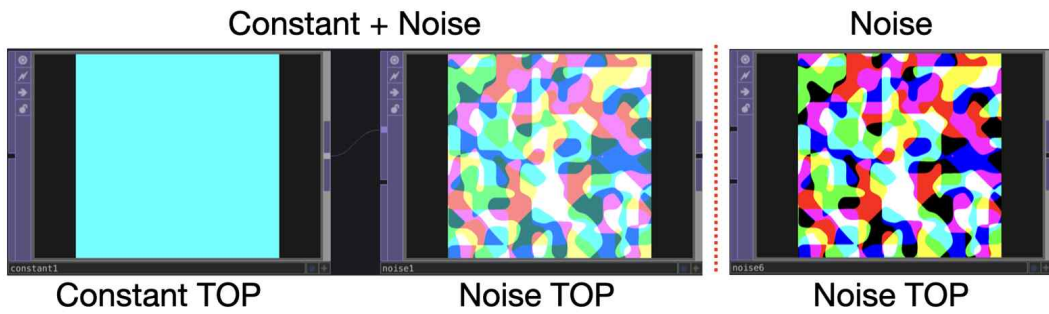 Constant + Noise
Noise
constant1
noise1
noise6
Constant TOP
Noise TOP
Noise TOP